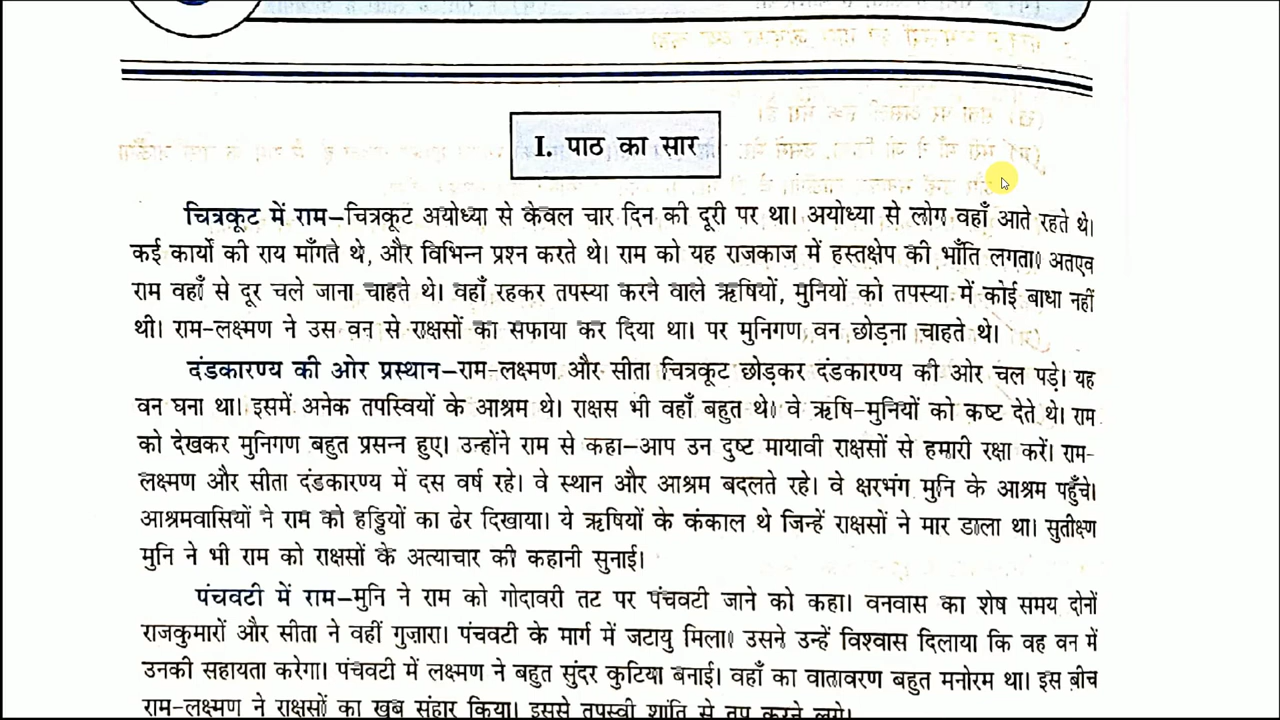 I. पाठ का सार
चित्रकूट में राम–चित्रकूट अयोध्या से केवल चार दिन की दूरी पर था। अयोध्या से लोग वहाँ आते रहते थे।
कई कार्यों की राय माँगते थे, और विभिन्न प्रश्न करते थे। राम को यह राजकाज में हस्तक्षेप की भाँति लगता। अतएव
राम वहाँ से दूर चले जाना चाहते थे। वहाँ रहकर तपस्या करने वाले ऋषियों, मुनियों को तपस्या में कोई बाधा नहीं
थी। राम-लक्ष्मण ने उस वन से राक्षसों का सफाया कर दिया था। पर मुनिगण वन छोड़ना चाहते थे।
दंडकारण्य की ओर प्रस्थान–राम-लक्ष्मण और सीता चित्रकूट छोड़कर दंडकारण्य की ओर चल पड़े। यह
वन घना था। इसमें अनेक तपस्वियों के आश्रम थे। राक्षस भी वहाँ बहुत थे। वे ऋषि-मुनियों को कष्ट देते थे। राम
को देखकर मुनिगण बहुत प्रसन्न हुए। उन्होंने राम से कहा–आप उन दुष्ट मायावी राक्षसों से हमारी रक्षा करें। राम-
लक्ष्मण और सीता दंडकारण्य में दस वर्ष रहे। वे स्थान और आश्रम बदलते रहे। वे क्षरभंग मुनि के आश्रम पहुँचे।
आश्रमवासियों ने राम को हड्डियों का ढेर दिखाया। ये ऋषियों के कंकाल थे जिन्हें राक्षसों ने मार डाला था। सुतीक्ष्ण
मुनि ने भी राम को राक्षसों के अत्याचार की कहानी सुनाई।
पंचवटी में राम–मुनि ने राम को गोदावरी तट पर पंचवटी जाने को कहा। वनवास का शेष समय दोनों
राजकुमारों और सीता ने वहीं गुज़ारा। पंचवटी के मार्ग में जटायु मिला। उसने उन्हें विश्वास दिलाया कि वह वन में
उनकी सहायता करेगा। पंचवटी में लक्ष्मण ने बहुत सुंदर कुटिया बनाई। वहाँ का वातावरण बहुत मनोरम था। इस बीच
राम-लक्ष्मण ने राक्षसों का खूब संहार किया। इससे तपस्वी शांति से तप करने लगे।